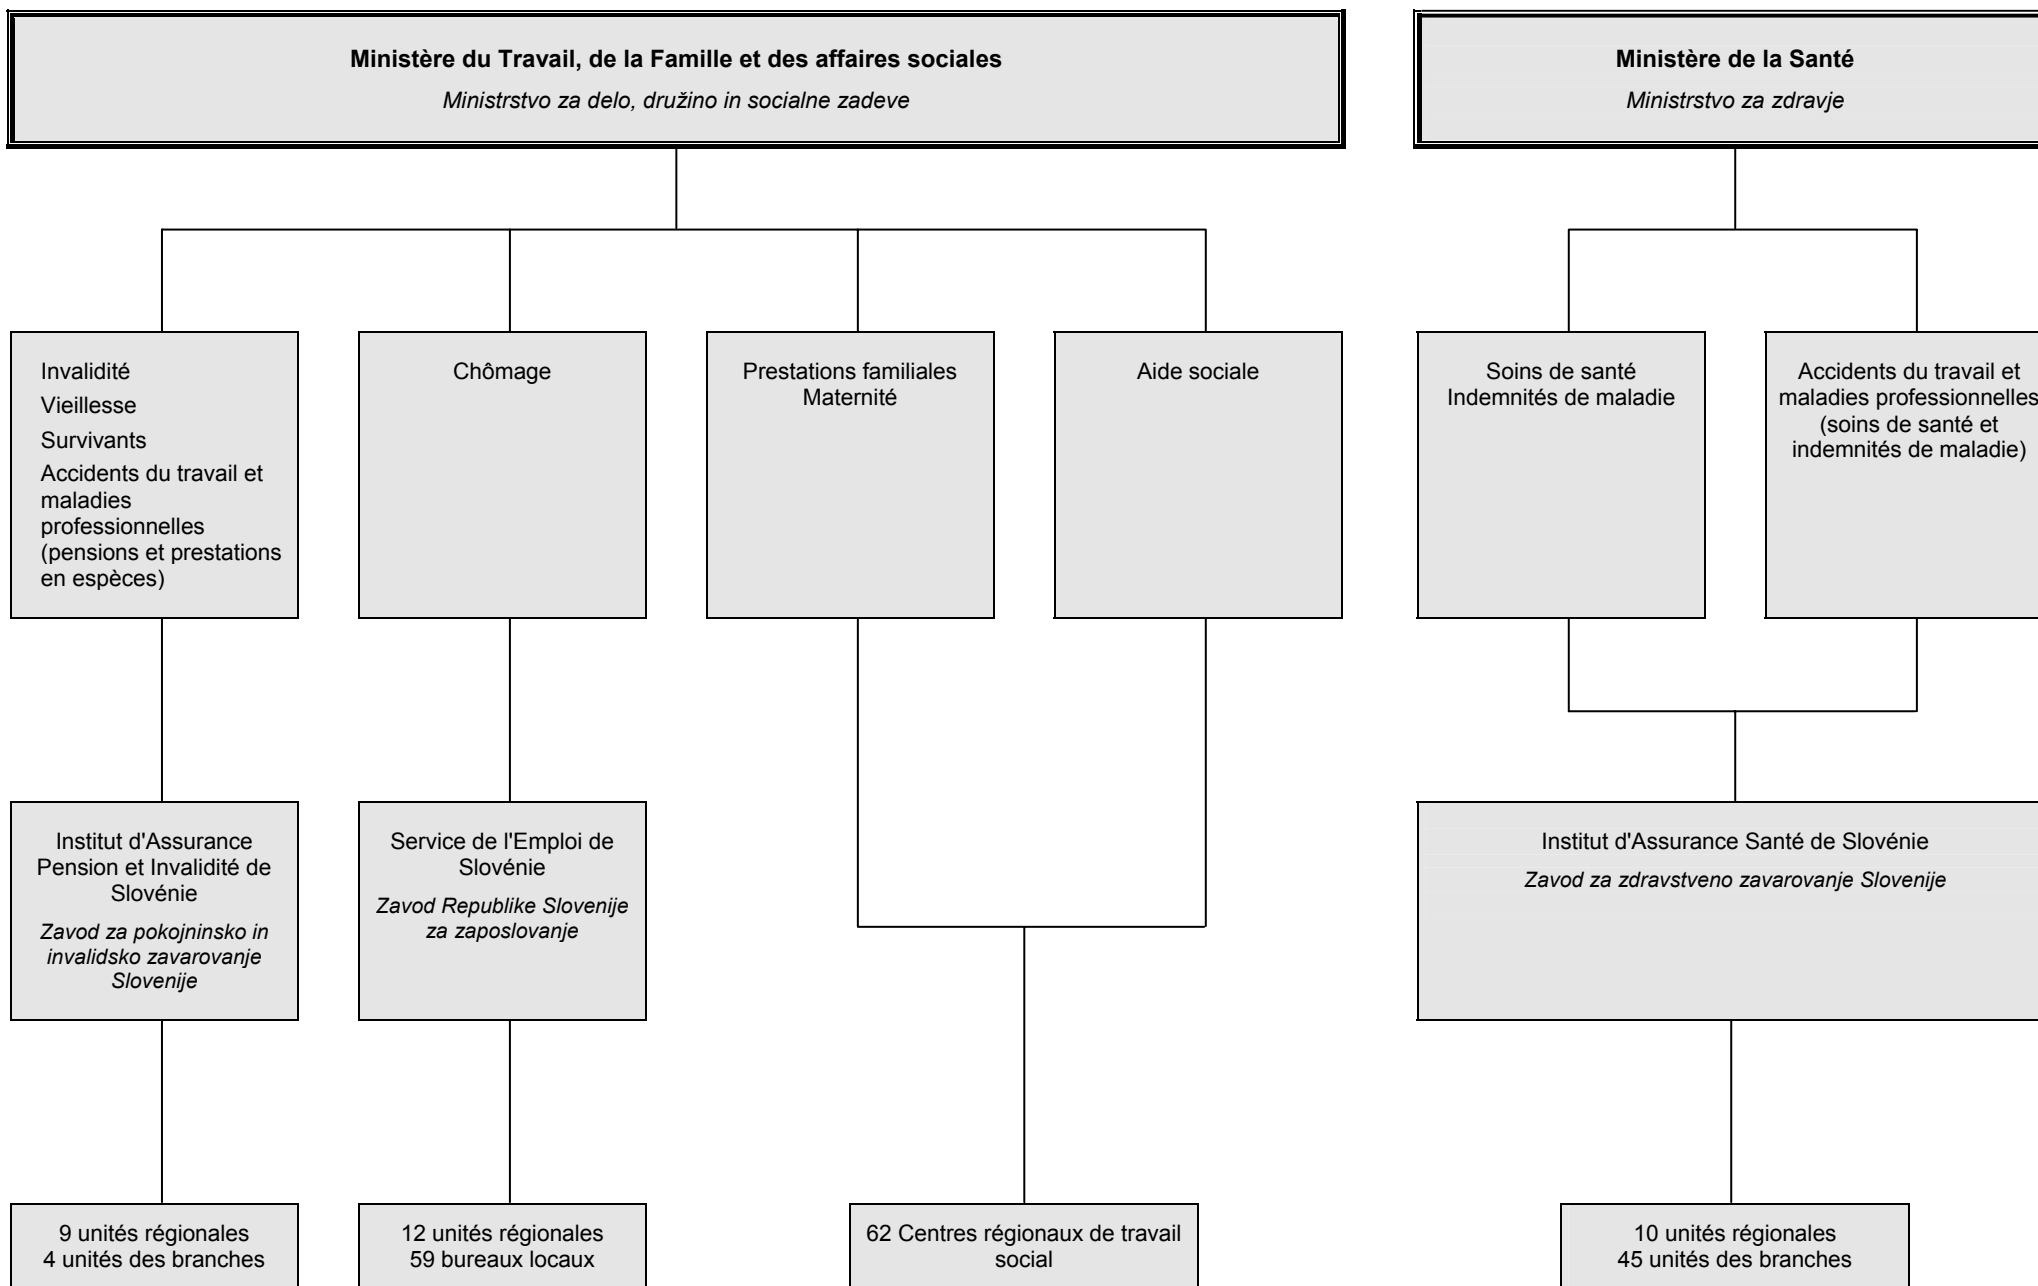 Ministère du Travail, de la Famille et des affaires sociales
Ministrstvo za delo, družino in socialne zadeve
Ministère de la Santé
Ministrstvo za zdravje
Invalidité
Vieillesse
Survivants
Accidents du travail et
maladies
professionnelles
(pensions et prestations
en espèces)
Chômage
Prestations familiales
Maternité
Aide sociale
Soins de santé
Indemnités de maladie
Accidents du travail et
maladies professionnelles
(soins de santé et
indemnités de maladie)
Institut d'Assurance
Pension et Invalidité de
Slovénie
Zavod za pokojninsko in
invalidsko zavarovanje
Slovenije
Service de l'Emploi de
Slovénie
Zavod Republike Slovenije
za zaposlovanje
Institut d'Assurance Santé de Slovénie
Zavod za zdravstveno zavarovanje Slovenije
9 unités régionales
4 unités des branches
12 unités régionales
59 bureaux locaux
62 Centres régionaux de travail
social
10 unités régionales
45 unités des branches